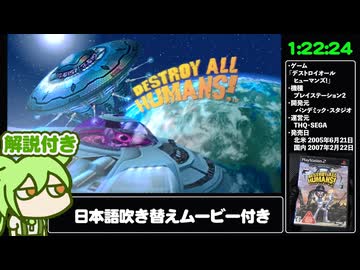 1:22:24
DESTROY ALL
HUMANS!
解説付き
・ゲーム
「デストロイオール
ヒューマンズ!」
・機種
プレイステーション2
・開発元
パンデミック・スタジオ
・運営元
THQ・SEGA
・発売日
北米 2005年6月21日
国内 2007年2月22日
PlayStation 2
日本語吹き替えムービー付き